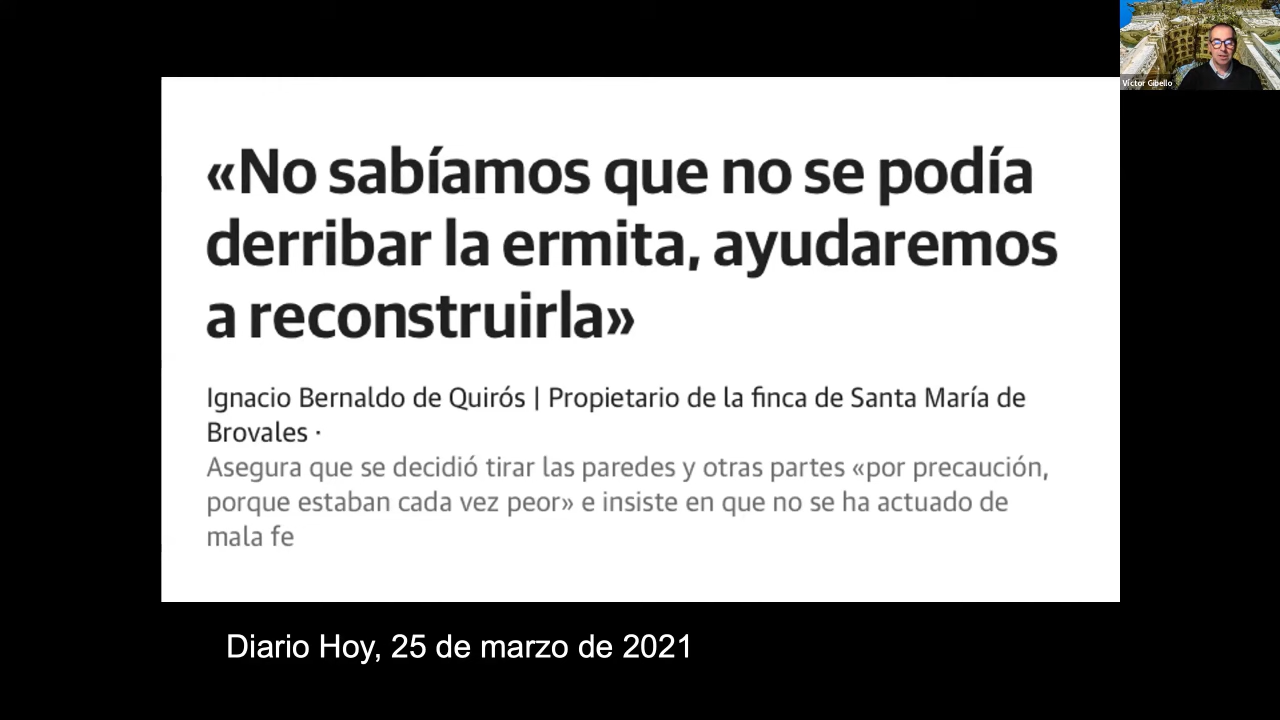 Víctor Gibello
«No sabíamos que no se podía
derribar la ermita, ayudaremos
a reconstruirla»
Ignacio Bernaldo de Quirós | Propietario de la finca de Santa María de
Brovales ·
Asegura que se decidió tirar las paredes y otras partes «por precaución,
porque estaban cada vez peor» e insiste en que no se ha actuado de
mala fe
Diario Hoy, 25 de marzo de 2021